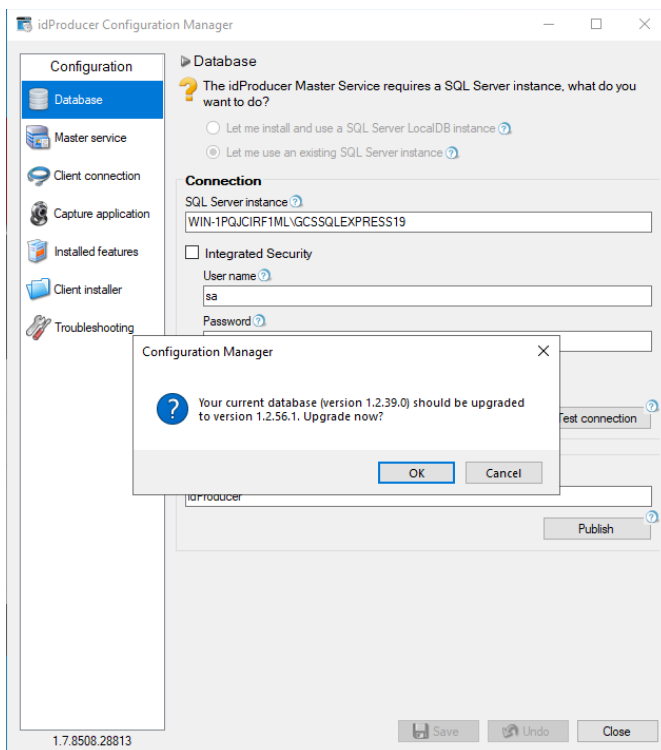 idProducer Configuration Manager
Configuration
Database
Master service
Client connection
Capture application
Installed features
Client installer
Troubleshooting
1.7.8508.28813
Database
The idProducer Master Service requires a SQL Server instance, what do you
want to do?
Let me install and use a SQL Server LocalDB instance
Let me use an existing SQL Server instance
Connection
SQL Server instance
WIN-1PQJCIRF1ML\GCSSQLEXPRESS19
Integrated Security
User name
sa
Password
Configuration Manager
Your current database (version 1.2.39.0) should be upgraded
to version 1.2.56.1. Upgrade now?
OK
Cancel
Test connection
idProducer
Publish
Save
Undo
Close